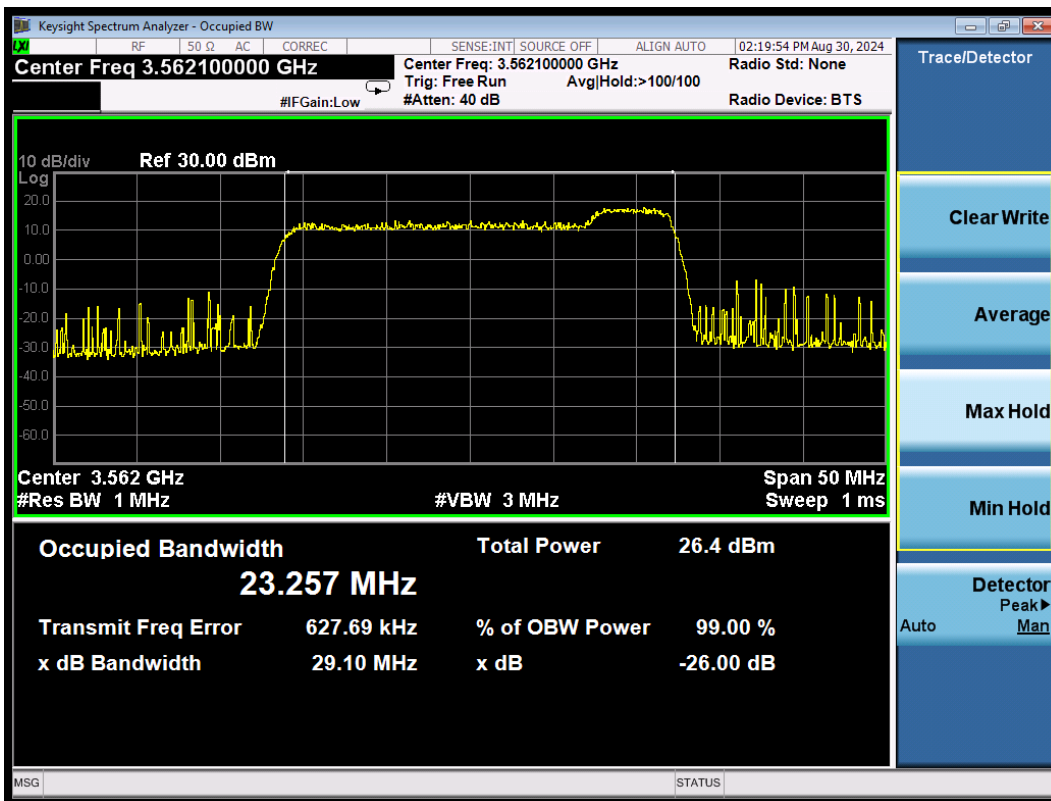 Keysight Spectrum Analyzer - Occupied BW
LXI RF 50 Ω AC CORREC SENSE:INT SOURCE OFF ALIGN AUTO 02:19:54 PM Aug 30, 2024
Center Freq 3.562100000 GHz
Center Freq: 3.562100000 GHz
Radio Std: None
Trig: Free Run Avg|Hold:>100/100
#IFGain:Low
#Atten: 40 dB
Radio Device: BTS
10 dB/div Ref 30.00 dBm
Log
20.0
10.0
0.00
-10.0
-20.0
-30.0
-40.0
-50.0
-60.0
Center 3.562 GHz Span 50 MHz
#Res BW 1 MHz #VBW 3 MHz Sweep 1 ms
Occupied Bandwidth Total Power 26.4 dBm
23.257 MHz
Transmit Freq Error 627.69 kHz % of OBW Power 99.00 %
x dB Bandwidth 29.10 MHz x dB -26.00 dB
MSG STATUS
Trace/Detector
Clear Write
Average
Max Hold
Min Hold
Detector
Peak▶
Auto Man